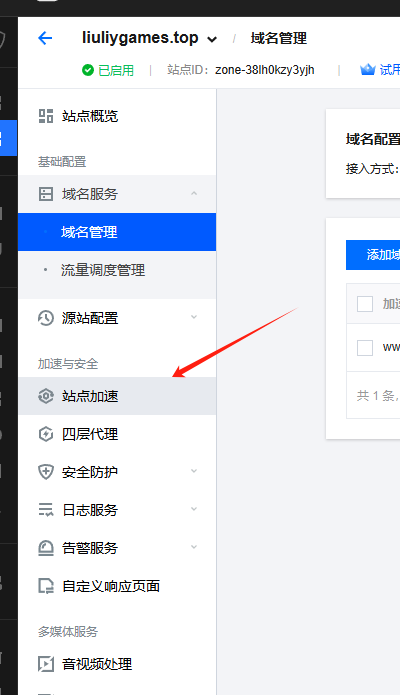 liuliygames.top / 域名管理
已启用 | 站点ID: zone-38lh0kzy3yjh | 试用
站点概览
基础配置
域名服务
域名管理
流量调度管理
源站配置
加速与安全
站点加速
四层代理
安全防护
日志服务
告警服务
自定义响应页面
多媒体服务
音视频处理
域名配置
接入方式:
添加域
加速
ww
共 1 条,